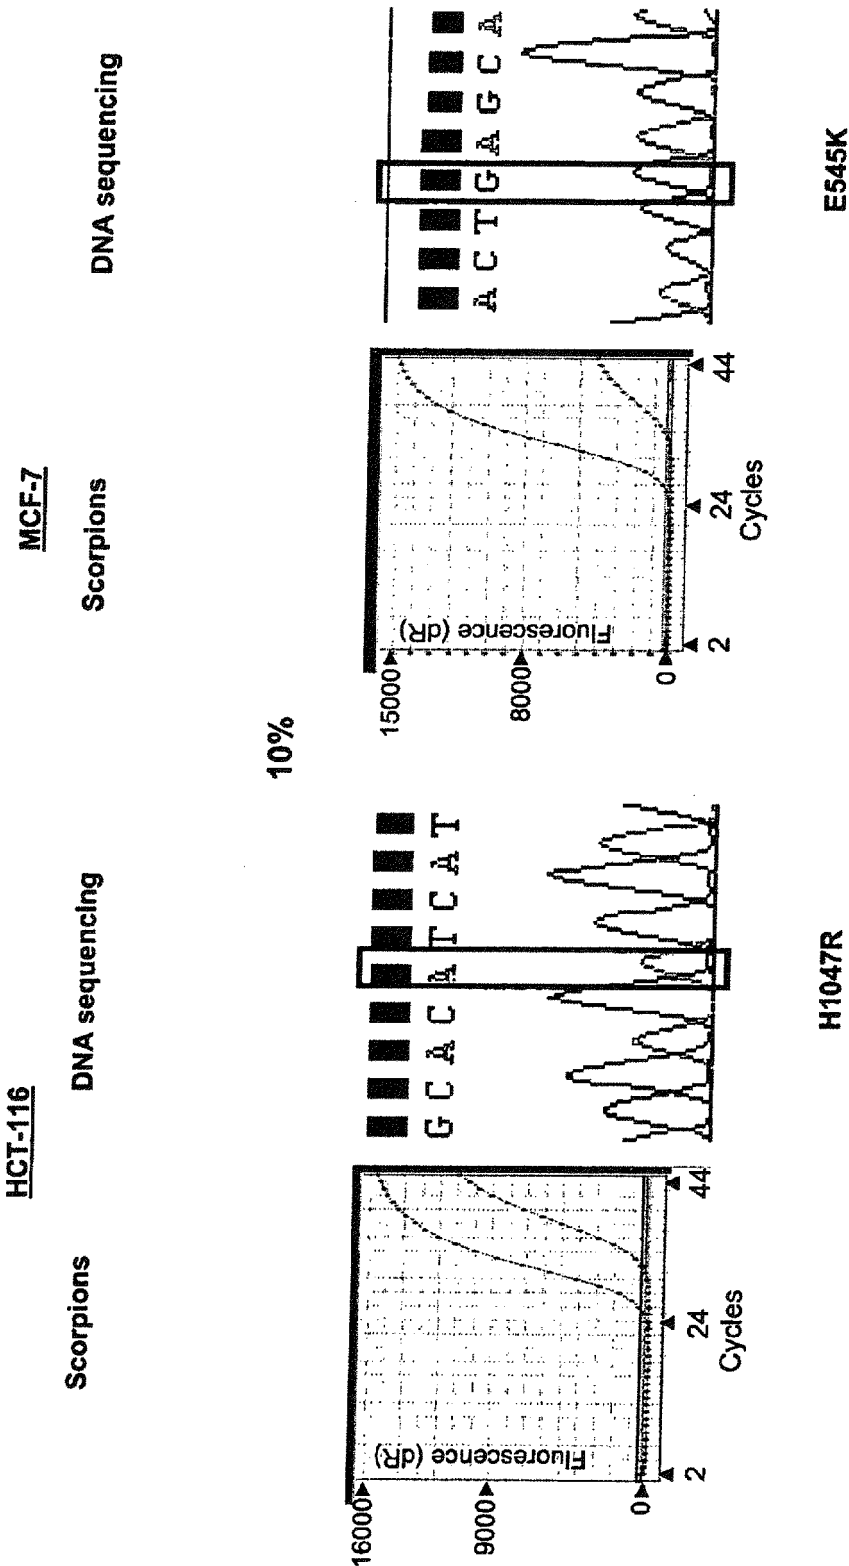 HCT-116
Scorpions
DNA sequencing
16000
9000
0
Fluorescence (dR)
2
24
44
Cycles
G C A C A T C A T
H1047R
10%
MCF-7
Scorpions
DNA sequencing
15000
8000
0
Fluorescence (dR)
2
24
44
Cycles
A C T G A G C A
E545K